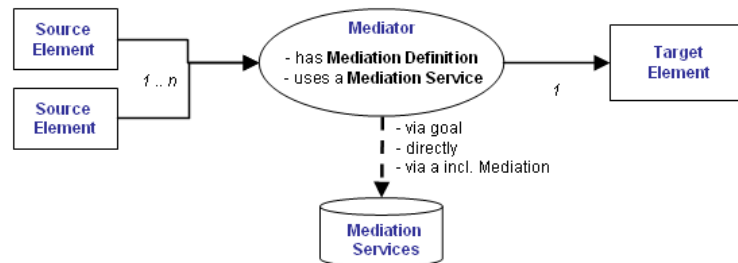 Source
Element
Source
Element
1 .. n
Mediator
- has Mediation Definition
- uses a Mediation Service
1
Target
Element
- via goal
- directly
- via a incl. Mediation
Mediation
Services